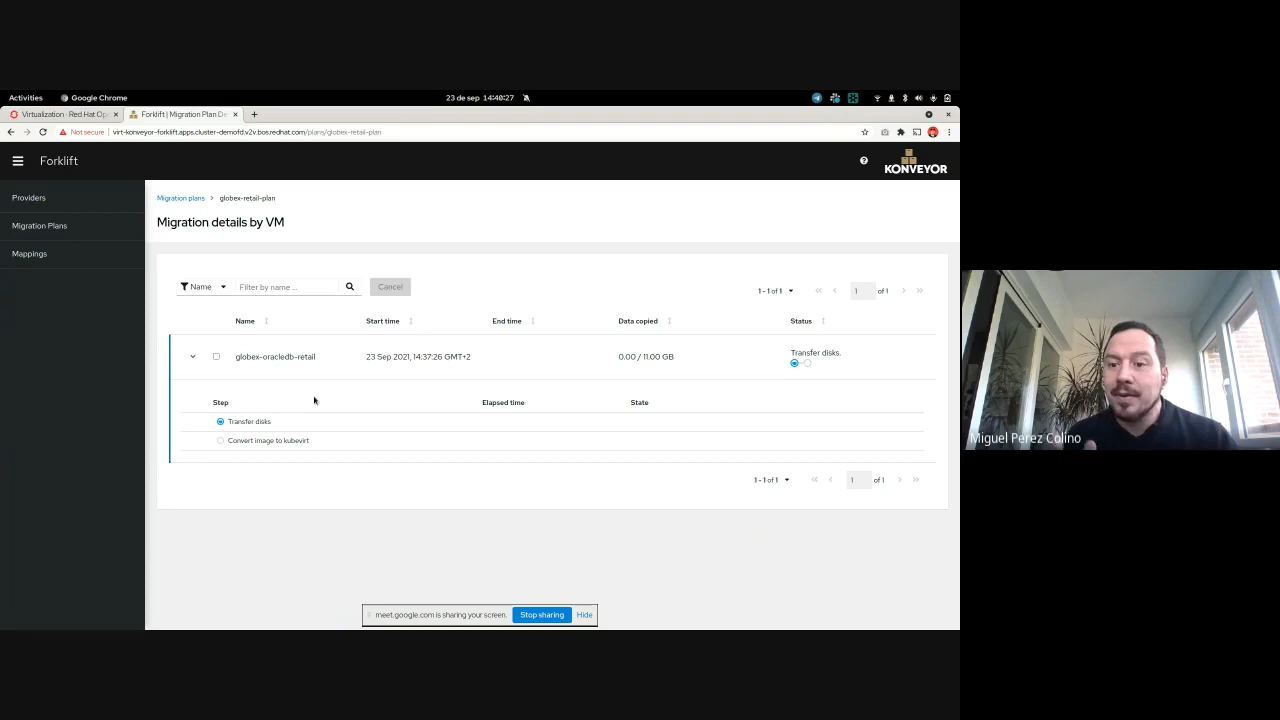 Activities
Google Chrome
23 de sep 14:40:27
Virtualization · Red Hat Op
Forklift | Migration Plan De
Not secure
virt-konveyor-forklift.apps.cluster-demofd.v2v.bos.redhat.com/plans/globex-retail-plan
Forklift
KONVEYOR
Providers
Migration Plans
Mappings
Migration plans > globex-retail-plan
Migration details by VM
Name
Filter by name ...
Cancel
1 - 1 of 1
1 of 1
Name Start time End time Data copied Status
globex-oracledb-retail 23 Sep 2021, 14:37:26 GMT+2 0.00 / 11.00 GB Transfer disks.
Step Elapsed time State
Transfer disks
Convert image to kubevirt
1 - 1 of 1
1 of 1
meet.google.com is sharing your screen.
Stop sharing
Hide
Miguel Perez Colino